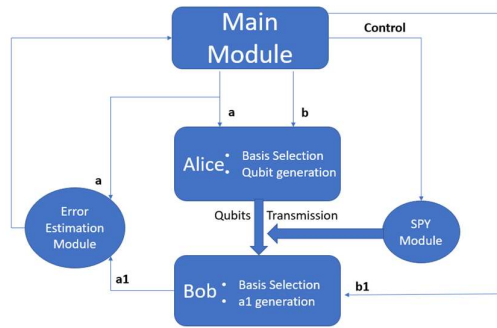 Main
Module
Control
a
b
a
Alice
• Basis Selection
• Qubit generation
Error
Estimation
Module
Qubits
Transmission
SPY
Module
Bob
• Basis Selection
• a1 generation
a1
b1